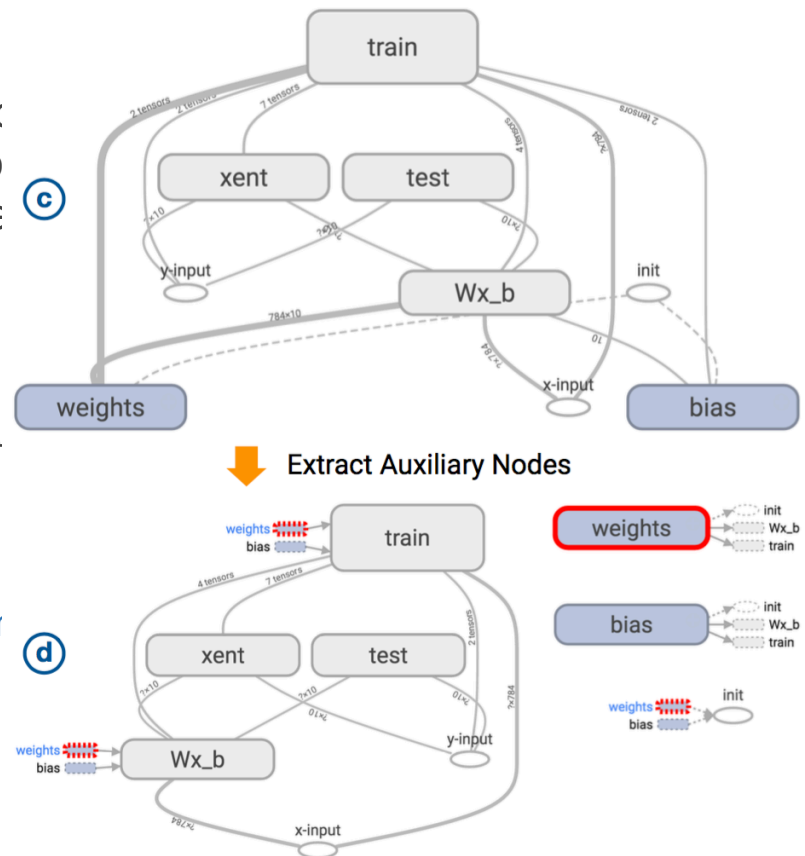 train
2 tensors
2 tensors
7 tensors
4 tensors
?×784
2 tensors
c
xent
test
?×10
?×10
?×10
y-input
init
Wx_b
784×10
?×784
10
x-input
weights
bias
Extract Auxiliary Nodes
weights
bias
train
weights
init
Wx_b
train
4 tensors
7 tensors
2 tensors
?×784
bias
init
Wx_b
train
d
xent
test
?×10
?×10
?×10
?×10
weights
bias
init
y-input
weights
bias
Wx_b
?×784
x-input